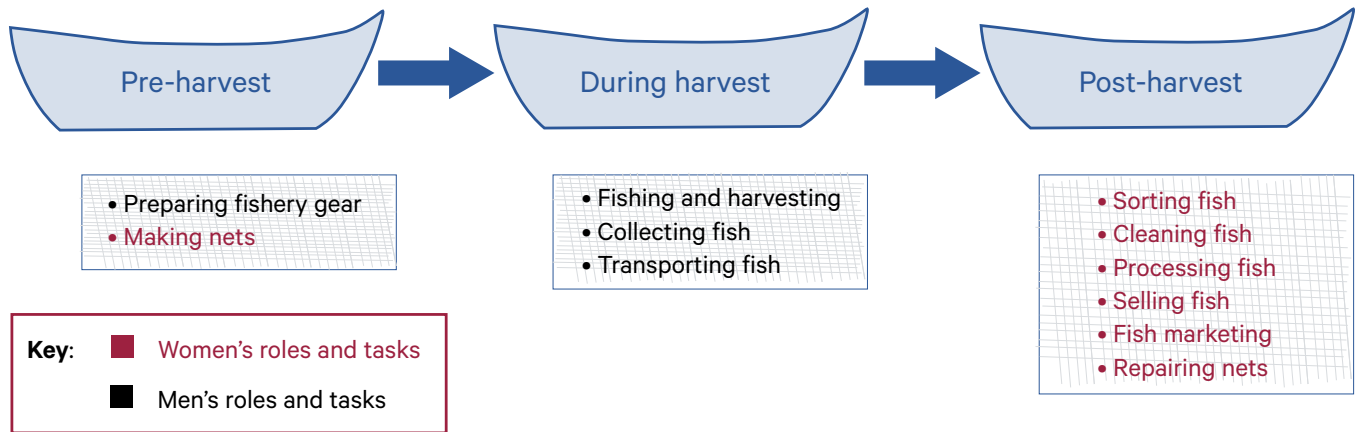 Pre-harvest
During harvest
Post-harvest
• Preparing fishery gear
• Making nets
• Fishing and harvesting
• Collecting fish
• Transporting fish
• Sorting fish
• Cleaning fish
• Processing fish
• Selling fish
• Fish marketing
• Repairing nets
Key:
Women’s roles and tasks
Men’s roles and tasks